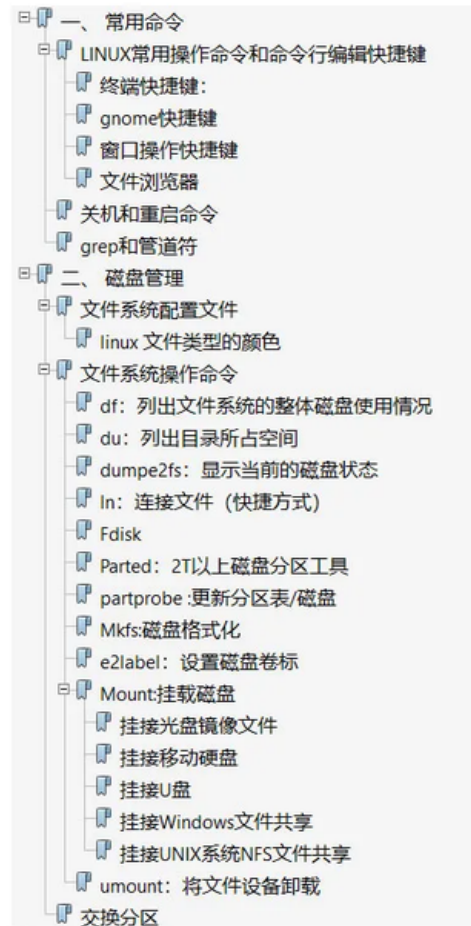 一、 常用命令
LINUX常用操作命令和命令行编辑快捷键
终端快捷键：
gnome快捷键
窗口操作快捷键
文件浏览器
关机和重启命令
grep和管道符
二、 磁盘管理
文件系统配置文件
linux 文件类型的颜色
文件系统操作命令
df：列出文件系统的整体磁盘使用情况
du：列出目录所占空间
dumpe2fs：显示当前的磁盘状态
ln：连接文件（快捷方式）
Fdisk
Parted：2T以上磁盘分区工具
partprobe :更新分区表/磁盘
Mkfs:磁盘格式化
e2label：设置磁盘卷标
Mount:挂载磁盘
挂接光盘镜像文件
挂接移动硬盘
挂接U盘
挂接Windows文件共享
挂接UNIX系统NFS文件共享
umount：将文件设备卸载
交换分区